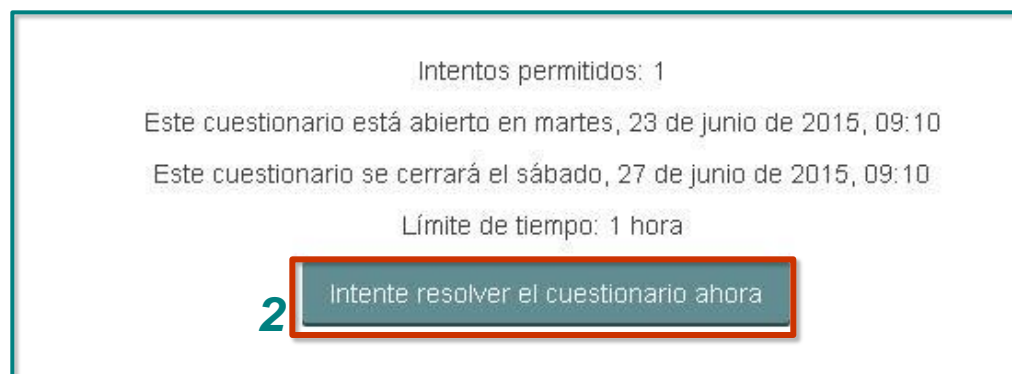 Intentos permitidos: 1
Este cuestionario está abierto en martes, 23 de junio de 2015, 09:10
Este cuestionario se cerrará el sábado, 27 de junio de 2015, 09:10
Límite de tiempo: 1 hora
2 Intente resolver el cuestionario ahora